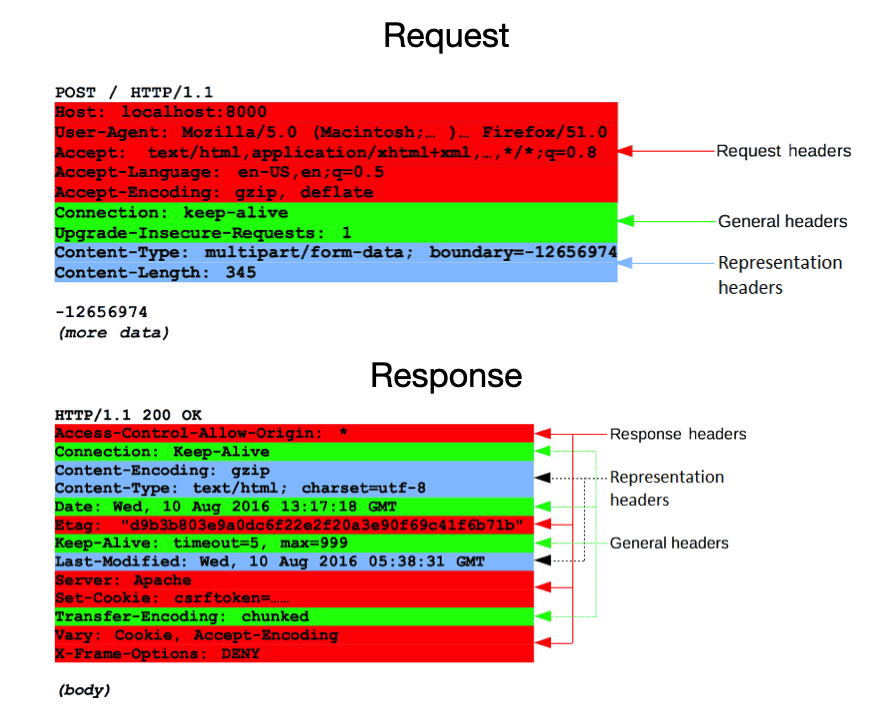 Request
POST / HTTP/1.1
Host: localhost:8000
User-Agent: Mozilla/5.0 (Macintosh;… )… Firefox/51.0
Accept: text/html,application/xhtml+xml,…,*/*;q=0.8
Accept-Language: en-US,en;q=0.5
Accept-Encoding: gzip, deflate
Connection: keep-alive
Upgrade-Insecure-Requests: 1
Content-Type: multipart/form-data; boundary=-12656974
Content-Length: 345
-12656974
(more data)
Request headers
General headers
Representation
headers
Response
HTTP/1.1 200 OK
Access-Control-Allow-Origin: *
Connection: Keep-Alive
Content-Encoding: gzip
Content-Type: text/html; charset=utf-8
Date: Wed, 10 Aug 2016 13:17:18 GMT
Etag: "d9b3b803e9a0dc6f22e2f20a3e90f69c41f6b71b"
Keep-Alive: timeout=5, max=999
Last-Modified: Wed, 10 Aug 2016 05:38:31 GMT
Server: Apache
Set-Cookie: csrftoken=……
Transfer-Encoding: chunked
Vary: Cookie, Accept-Encoding
X-Frame-Options: DENY
(body)
Response headers
Representation
headers
General headers